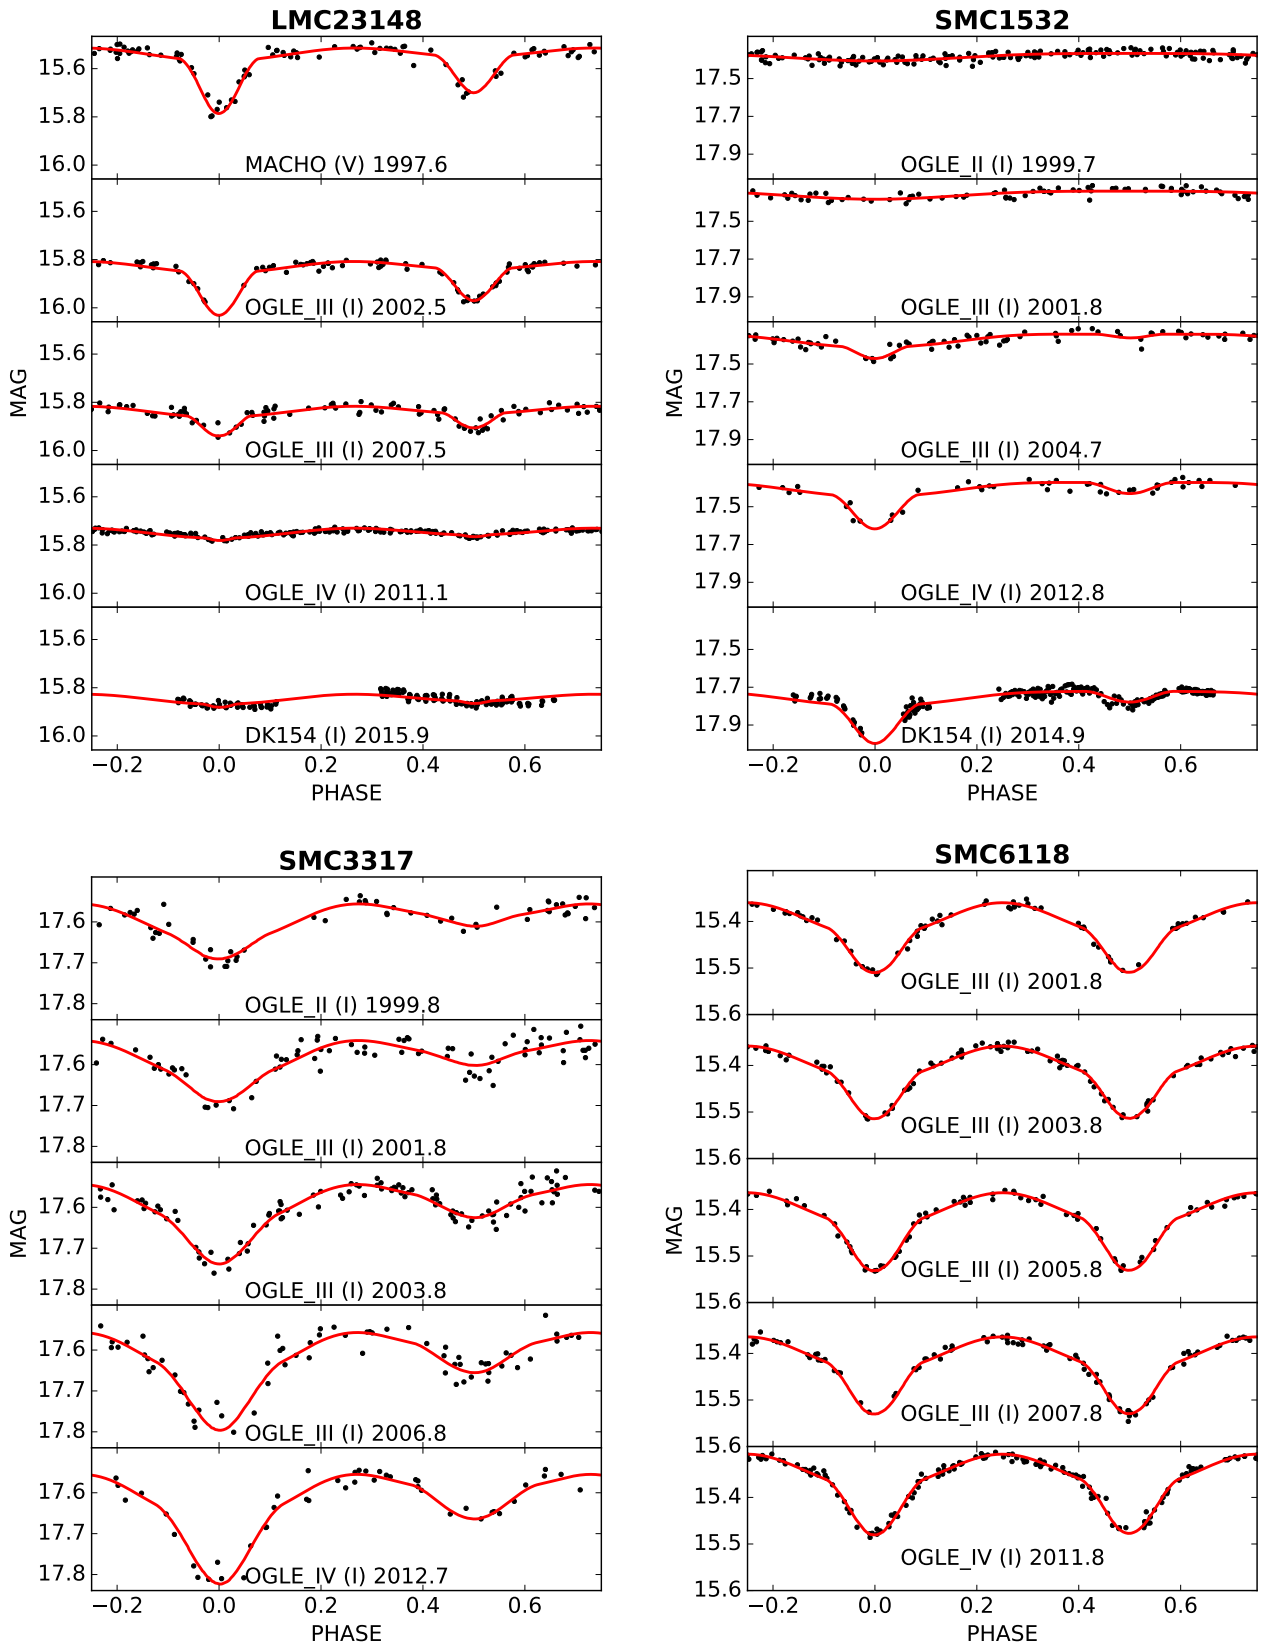 LMC23148
15.6
15.8
16.0
MACHO (V) 1997.6
15.6
15.8
16.0
OGLE_III (I) 2002.5
15.6
15.8
16.0
OGLE_III (I) 2007.5
15.6
15.8
16.0
OGLE_IV (I) 2011.1
15.6
15.8
16.0
DK154 (I) 2015.9
−0.2 0.0 0.2 0.4 0.6
PHASE
MAG
SMC1532
17.5
17.7
17.9
OGLE_II (I) 1999.7
17.5
17.7
17.9
OGLE_III (I) 2001.8
17.5
17.7
17.9
OGLE_III (I) 2004.7
17.5
17.7
17.9
OGLE_IV (I) 2012.8
17.5
17.7
17.9
DK154 (I) 2014.9
−0.2 0.0 0.2 0.4 0.6
PHASE
MAG
SMC3317
17.6
17.7
17.8
OGLE_II (I) 1999.8
17.6
17.7
17.8
OGLE_III (I) 2001.8
17.6
17.7
17.8
OGLE_III (I) 2003.8
17.6
17.7
17.8
OGLE_III (I) 2006.8
17.6
17.7
17.8
OGLE_IV (I) 2012.7
−0.2 0.0 0.2 0.4 0.6
PHASE
MAG
SMC6118
15.4
15.5
15.6
OGLE_III (I) 2001.8
15.4
15.5
15.6
OGLE_III (I) 2003.8
15.4
15.5
15.6
OGLE_III (I) 2005.8
15.4
15.5
15.6
OGLE_III (I) 2007.8
15.4
15.5
15.6
OGLE_IV (I) 2011.8
−0.2 0.0 0.2 0.4 0.6
PHASE
MAG